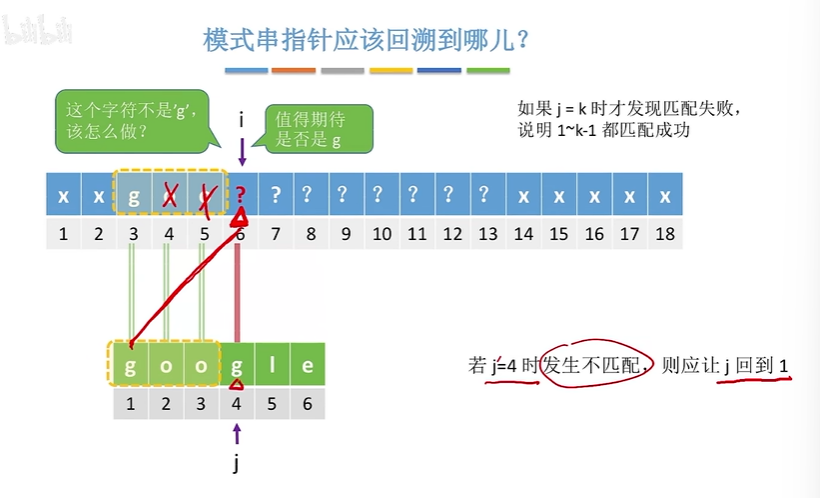 bilibili
模式串指针应该回溯到哪儿?
这个字符不是'g',
该怎么做?
i
值得期待
是否是 g
如果 j = k 时才发现匹配失败,
说明 1~k-1 都匹配成功
x x g o o ? ? ? ? ? ? ? ? x x x x x
1 2 3 4 5 6 7 8 9 10 11 12 13 14 15 16 17 18
g o o g l e
若 j=4 时发生不匹配,则应让 j 回到 1
1 2 3 4 5 6
j